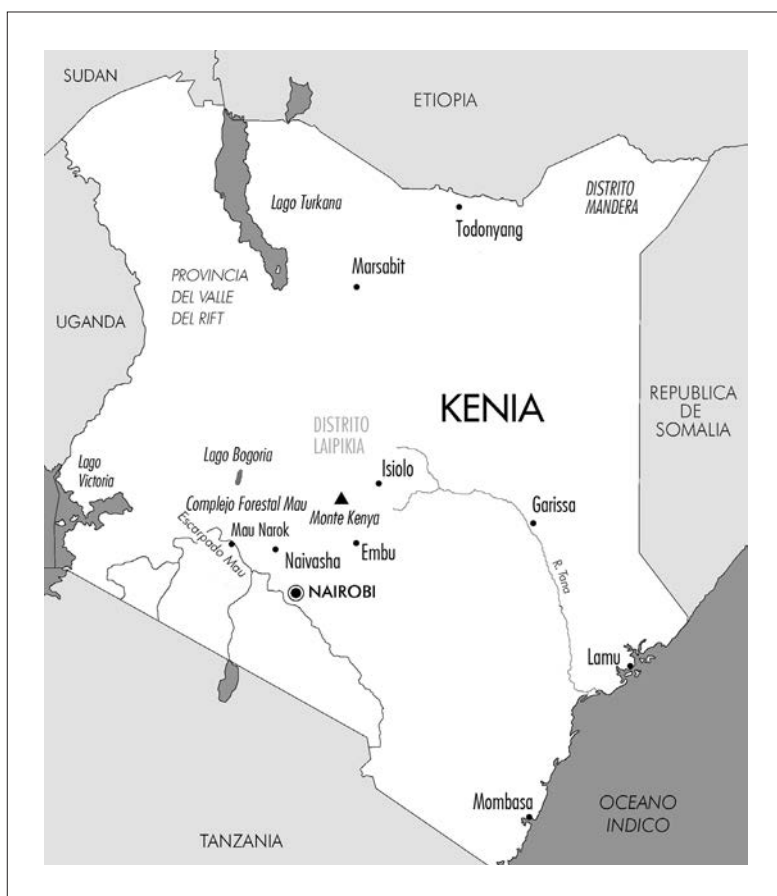 SUDAN
ETIOPIA
DISTRITO
MANDERA
Lago Turkana
Todonyang
Marsabit
PROVINCIA
DEL VALLE
DEL RIFT
UGANDA
REPUBLICA
DE
SOMALIA
KENIA
DISTRITO
LAIPIKIA
Lago Bogoria
Lago
Victoria
Isiolo
Complejo Forestal Mau
Monte Kenya
Garissa
Mau Narok
Escarpado Mau
Naivasha
Embu
NAIROBI
R. Tana
Lamu
Mombasa
OCEANO
INDICO
TANZANIA